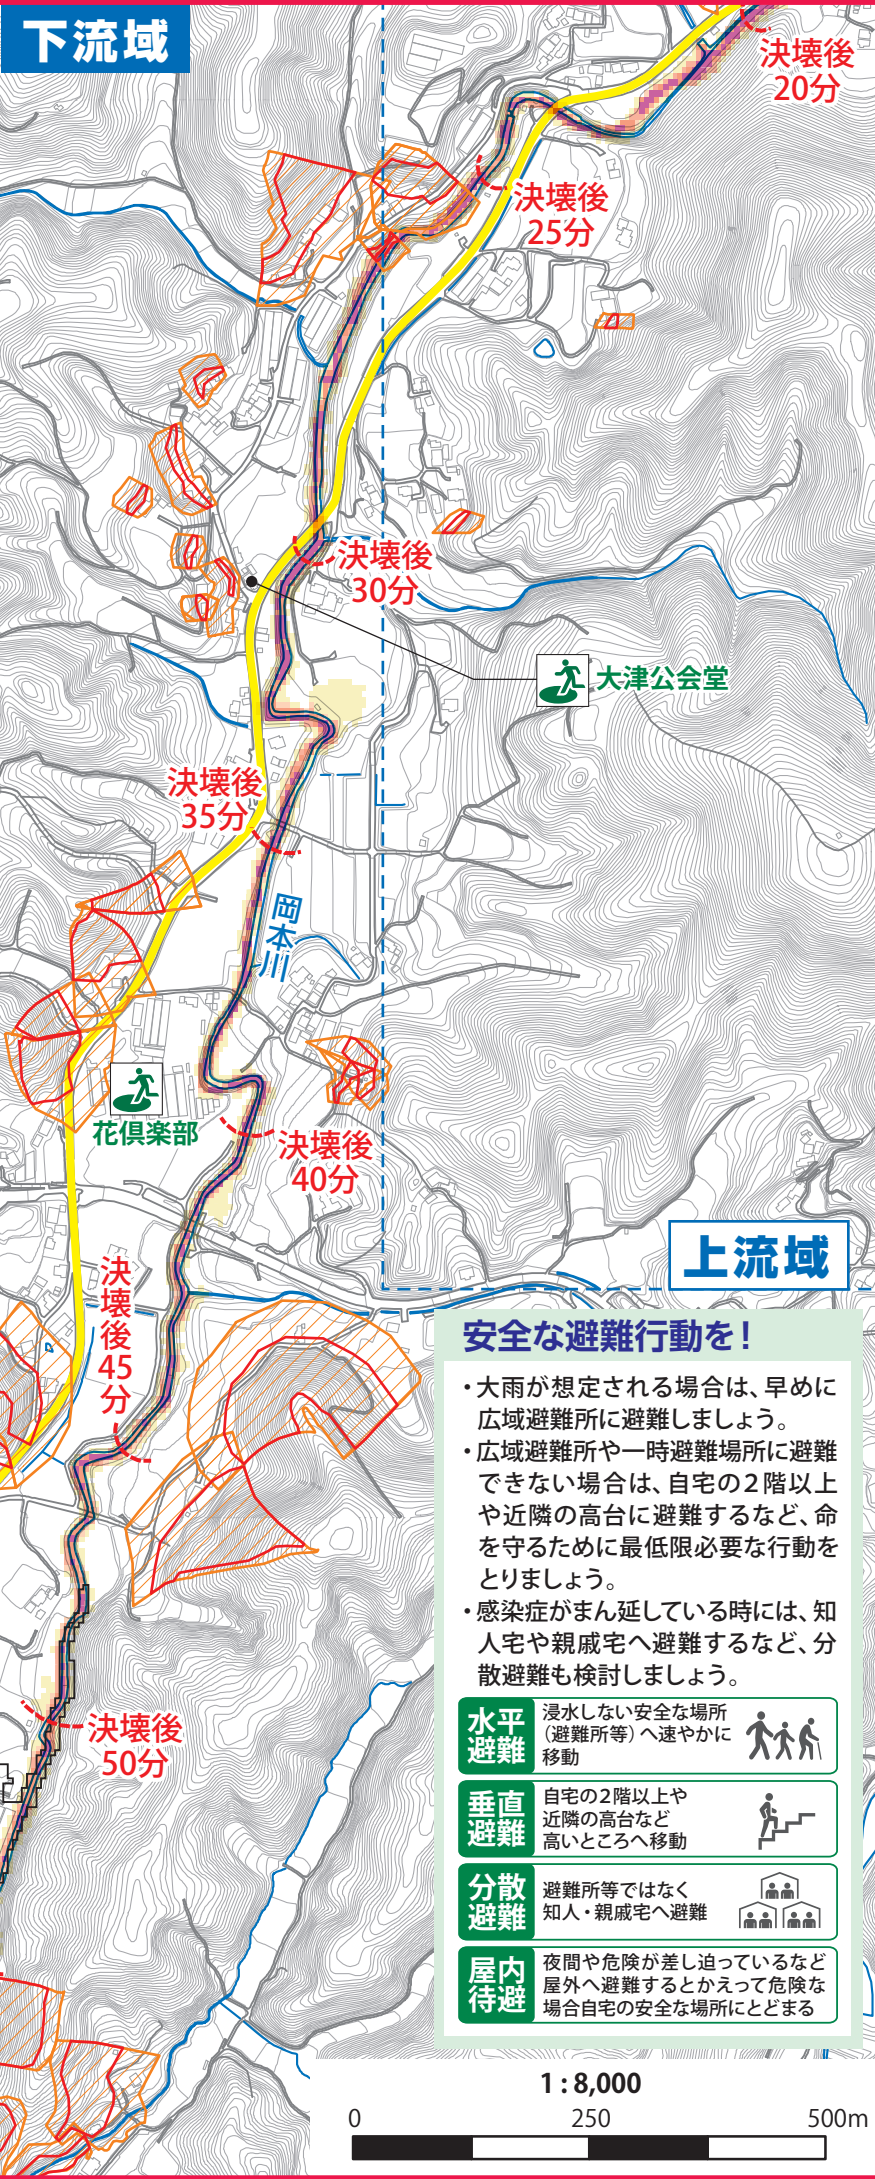 下流域
決壊後
20分
決壊後
25分
決壊後
30分
大津公会堂
決壊後
35分
岡本川
花倶楽部
決壊後
40分
上流域
決壊後45分
安全な避難行動を！
・大雨が想定される場合は、早めに
広域避難所に避難しましょう。
・広域避難所や一時避難場所に避難
できない場合は、自宅の2階以上
や近隣の高台に避難するなど、命
を守るために最低限必要な行動を
とりましょう。
・感染症がまん延している時には、知
人宅や親戚宅へ避難するなど、分
散避難も検討しましょう。
決壊後
50分
水平
避難
浸水しない安全な場所
（避難所等）へ速やかに
移動
垂直
避難
自宅の2階以上や
近隣の高台など
高いところへ移動
分散
避難
避難所等ではなく
知人・親戚宅へ避難
屋内
待避
夜間や危険が差し迫っているなど
屋外へ避難するとかえって危険な
場合自宅の安全な場所にとどまる
1：8,000
0 250 500m